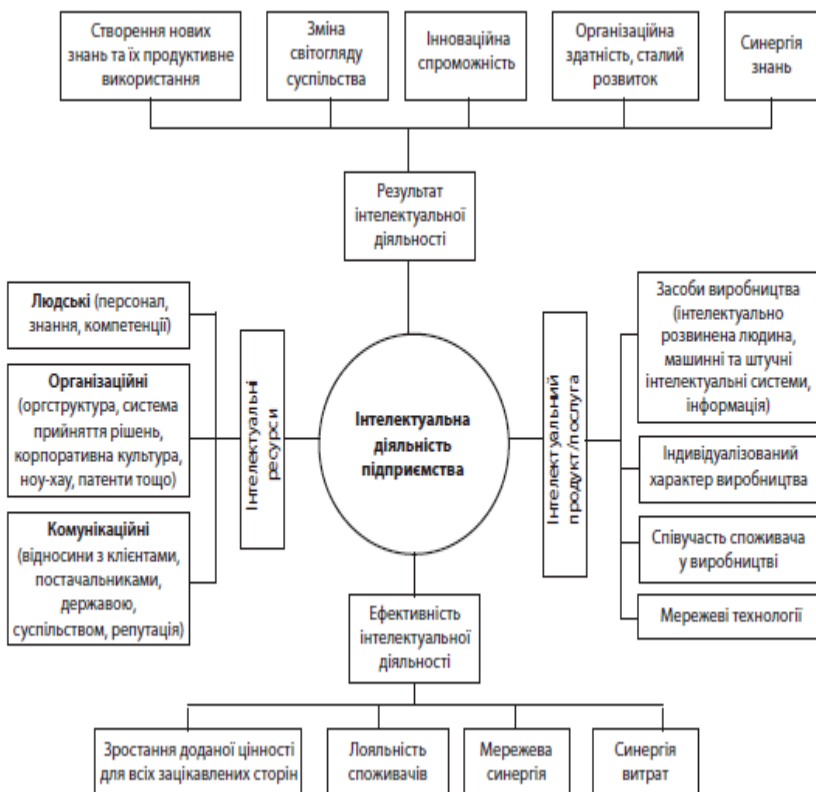 Створення нових
знань та їх продуктивне
використання
Зміна
світогляду
суспільства
Інноваційна
спроможність
Організаційна
здатність, сталий
розвиток
Синергія
знань
Результат
інтелектуальної
діяльності
Людські (персонал,
знання, компетенції)
Організаційні
(оргструктура, система
прийняття рішень,
корпоративна культура,
ноу-хау, патенти тощо)
Комунікаційні
(відносини з клієнтами,
постачальниками,
державою,
суспільством, репутація)
Інтелектуальні
ресурси
Інтелектуальна
діяльність
підприємства
Інтелектуальний
продукт/послуга
Засоби виробництва
(інтелектуально
розвинена людина,
машинні та штучні
інтелектуальні системи,
інформація)
Індивідуалізований
характер виробництва
Співучасть споживача
у виробництві
Мережеві технології
Ефективність
інтелектуальної
діяльності
Зростання доданої цінності
для всіх зацікавлених сторін
Лояльність
споживачів
Мережева
синергія
Синергія
витрат